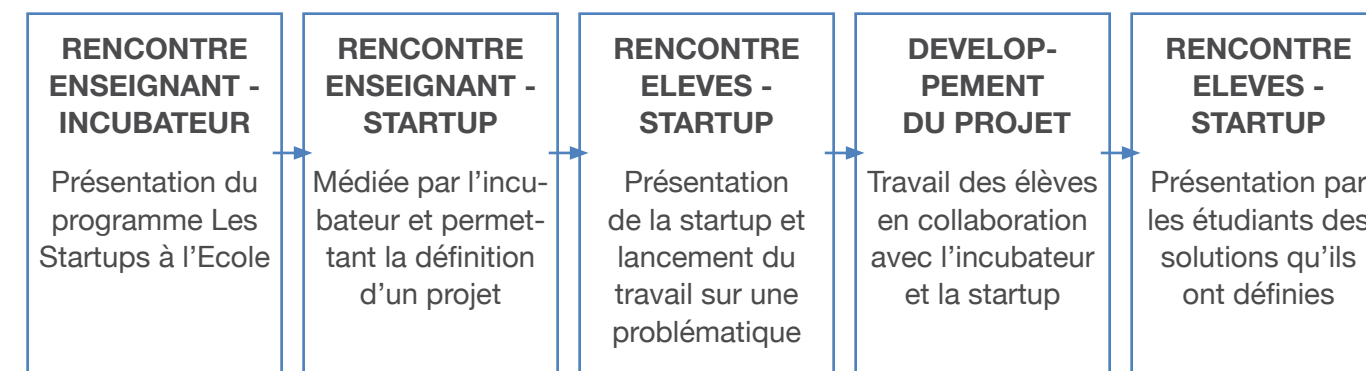 RENCONTRE
ENSEIGNANT -
INCUBATEUR
Présentation du
programme Les
Startups à l’Ecole
RENCONTRE
ENSEIGNANT -
STARTUP
Médiée par l’incu-
bateur et permet-
tant la définition
d’un projet
RENCONTRE
ELEVES -
STARTUP
Présentation
de la startup et
lancement du
travail sur une
problématique
DEVELOP-
PEMENT
DU PROJET
Travail des élèves
en collaboration
avec l’incubateur
et la startup
RENCONTRE
ELEVES -
STARTUP
Présentation par
les étudiants des
solutions qu’ils
ont définies